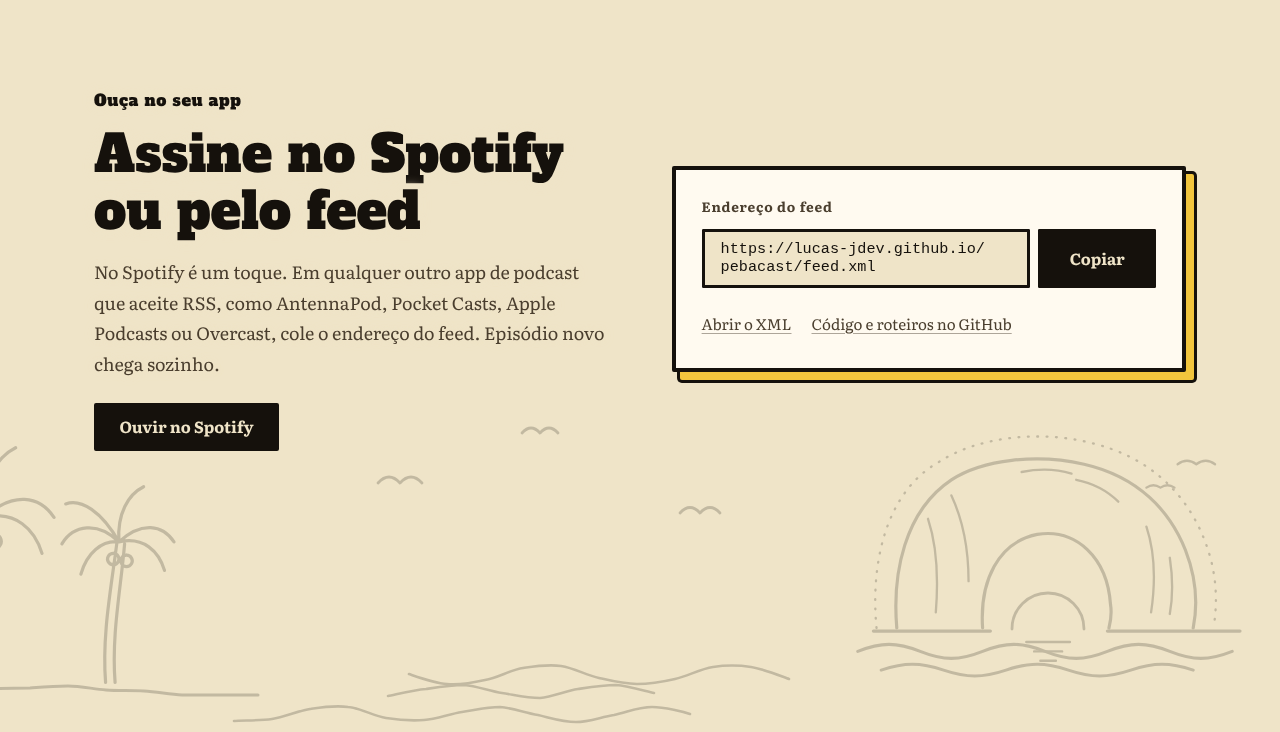 Ouça no seu app
Assine no Spotify
ou pelo feed
No Spotify é um toque. Em qualquer outro app de podcast
que aceite RSS, como AntennaPod, Pocket Casts, Apple
Podcasts ou Overcast, cole o endereço do feed. Episódio novo
chega sozinho.
Ouvir no Spotify
Endereço do feed
https://lucas-jdev.github.io/
pebacast/feed.xml
Copiar
Abrir o XML Código e roteiros no GitHub